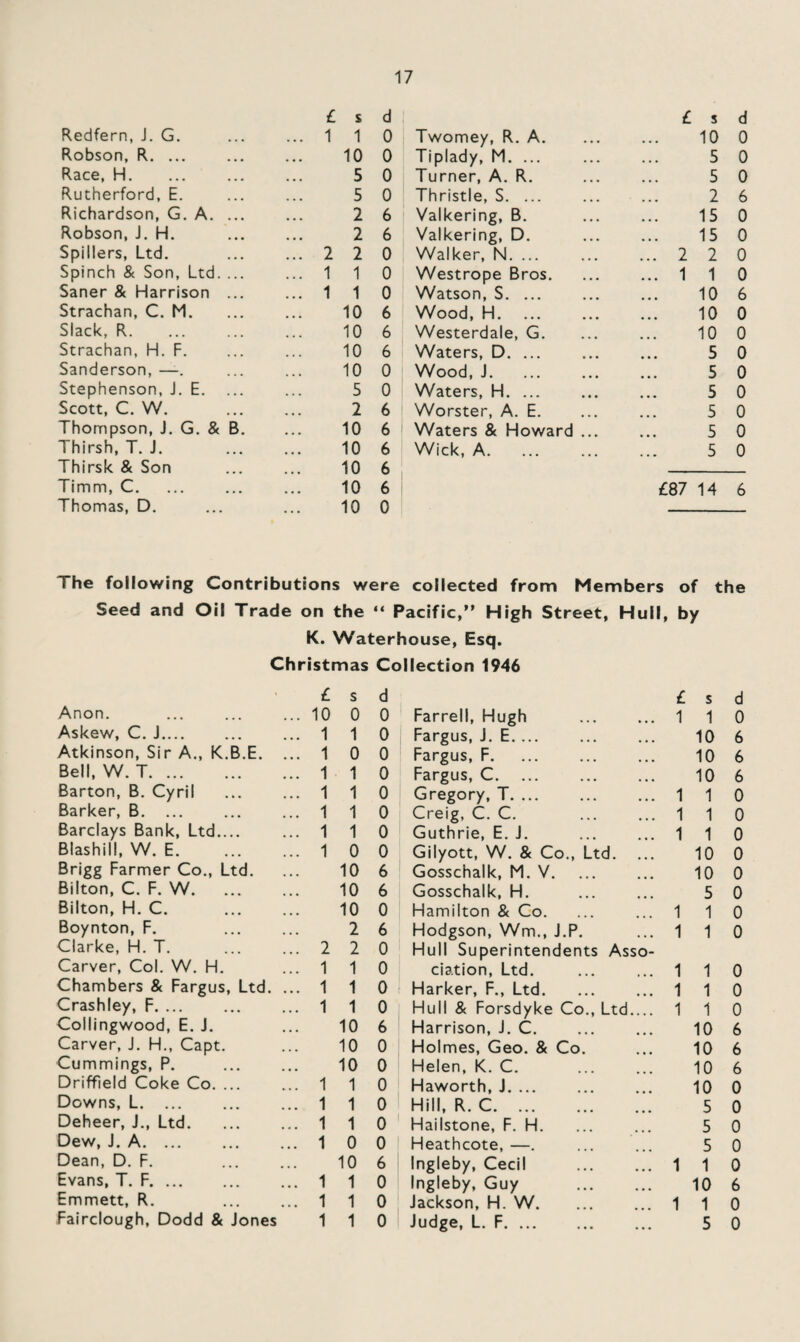 17
£ s d
Redfern, J. G. ... ... 1 1 0
Robson, R. ... ... ... 10 0
Race, H. ... ... ... 5 0
Rutherford, E. ... ... 5 0
Richardson, G. A. ... ... 2 6
Robson, J. H. ... ... 2 6
Spillers, Ltd. ... ... 2 2 0
Spinch & Son, Ltd. ... ... 1 1 0
Saner & Harrison ... ... 1 1 0
Strachan, C. M. ... ... 10 6
Slack, R. ... ... ... 10 6
Strachan, H. F. ... ... 10 6
Sanderson, —. ... ... 10 0
Stephenson, J. E. ... ... 5 0
Scott, C. W. ... ... 2 6
Thompson, J. G. & B. ... 10 6
Thirsh, T. J. ... ... 10 6
Thirsk & Son ... ... 10 6
Timm, C. ... ... ... 10 6
Thomas, D. ... ... 10 0
£ s d
Twomey, R. A. ... ... 10 0
Tiplady, M. ... ... ... 5 0
Turner, A. R. ... ... 5 0
Thristle, S. ... ... ... 2 6
Valkering, B. ... ... 15 0
Valkering, D. ... ... 15 0
Walker, N. ... ... ... 2 2 0
Westrope Bros. ... ... 1 1 0
Watson, S. ... ... ... 10 6
Wood, H. ... ... ... 10 0
Westerdale, G. ... ... 10 0
Waters, D. ... ... ... 5 0
Wood, J. ... ... ... 5 0
Waters, H. ... ... ... 5 0
Worster, A. E. ... ... 5 0
Waters & Howard ... ... 5 0
Wick, A. ... ... ... 5 0
£87 14 6
The following Contributions were collected from Members of the
Seed and Oil Trade on the “ Pacific,” High Street, Hull, by
K. Waterhouse, Esq.
Christmas Collection 1946
£ s d
Anon. ... ... ... 10 0 0
Askew, C. J.... ... ... 1 1 0
Atkinson, Sir A., K.B.E. ... 1 0 0
Bell, W. T. ... ... ... 1 1 0
Barton, B. Cyril ... ... 1 1 0
Barker, B. ... ... ... 1 1 0
Barclays Bank, Ltd.... ... 1 1 0
Blashill, W. E. ... ... 1 0 0
Brigg Farmer Co., Ltd. ... 10 6
Bilton, C. F. W. ... ... 10 6
Bilton, H. C. ... ... 10 0
Boynton, F. ... ... 2 6
Clarke, H. T. ... ... 2 2 0
Carver, Col. W. H. ... 1 1 0
Chambers & Fargus, Ltd. ... 1 1 0
Crashley, F. ... ... ... 1 1 0
Collingwood, E. J. ... 10 6
Carver, J. H., Capt. ... 10 0
Cummings, P. ... ... 10 0
Driffield Coke Co. ... ... 1 1 0
Downs, L. ... ... ... 1 1 0
Deheer, J., Ltd. ... ... 1 1 0
Dew, J. A. ... ... ... 1 0 0
Dean, D. F. ... ... 10 6
Evans, T. F. ... ... ... 1 1 0
Emmett, R. ... ... 1 1 0
Fairclough, Dodd & Jones 1 1 0
£ s d
Farrell, Hugh ... ... 1 1 0
Fargus, J. E. ... ... ... 10 6
Fargus, F. ... ... ... 10 6
Fargus, C. ... ... ... 10 6
Gregory, T. ... ... ... 1 1 0
Creig, C. C. ... ... 1 1 0
Guthrie, E. J. ... ... 1 1 0
Gilyott, W. & Co., Ltd. ... 10 0
Gosschalk, M. V. ... ... 10 0
Gosschalk, H. ... ... 5 0
Hamilton & Co. ... ... 1 1 0
Hodgson, Wm., J.P. ... 1 1 0
Hull Superintendents Asso-
ciation, Ltd. ... ... 1 1 0
Harker, F., Ltd. ... ... 1 1 0
Hull & Forsdyke Co., Ltd.... 1 1 0
Harrison, J. C. ... ... 10 6
Holmes, Geo. & Co. ... 10 6
Helen, K. C. ... ... 10 6
Haworth, J. ... ... ... 10 0
Hill, R. C. ... ... ... 5 0
Hailstone, F. H. ... ... 5 0
Heathcote, —. ... ... 5 0
Ingleby, Cecil ... ... 1 1 0
Ingleby, Guy ... ... 10 6
Jackson, H. W. ... ... 1 1 0
Judge, L. F. ... ... ... 5 0